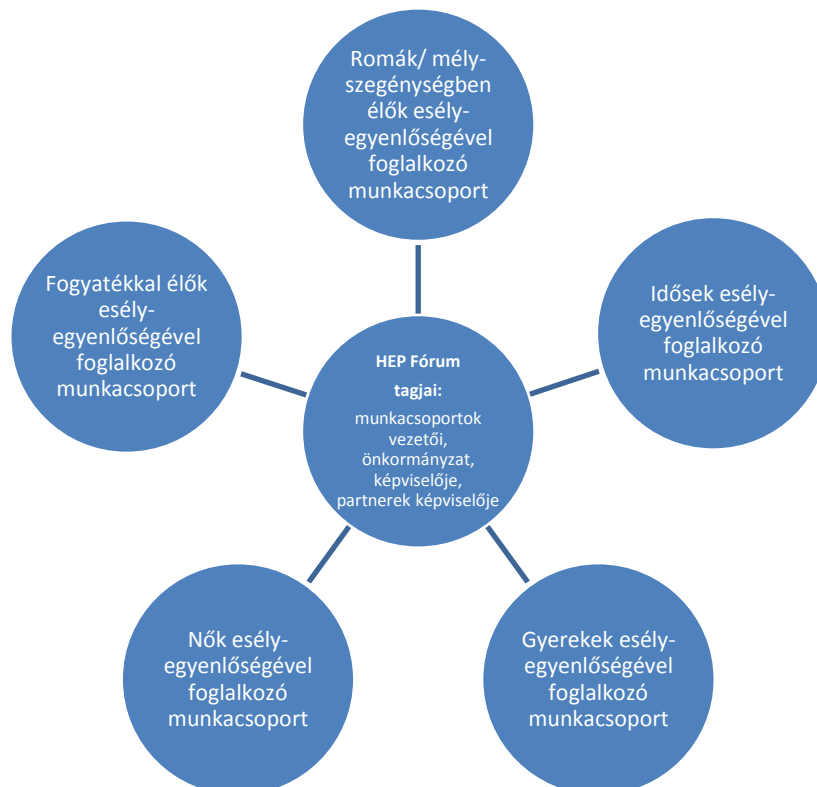 Romák/ mély-
szegénységben
élők esély-
egyenlőségével
foglalkozó
munkacsoport
Fogyatékkal élők
esély-
egyenlőségével
foglalkozó
munkacsoport
Idősek esély-
egyenlőségével
foglalkozó
munkacsoport
HEP Fórum
tagjai:
munkacsoportok
vezetői,
önkormányzat,
képviselője,
partnerek képviselője
Nők esély-
egyenlőségével
foglalkozó
munkacsoport
Gyerekek esély-
egyenlőségével
foglalkozó
munkacsoport